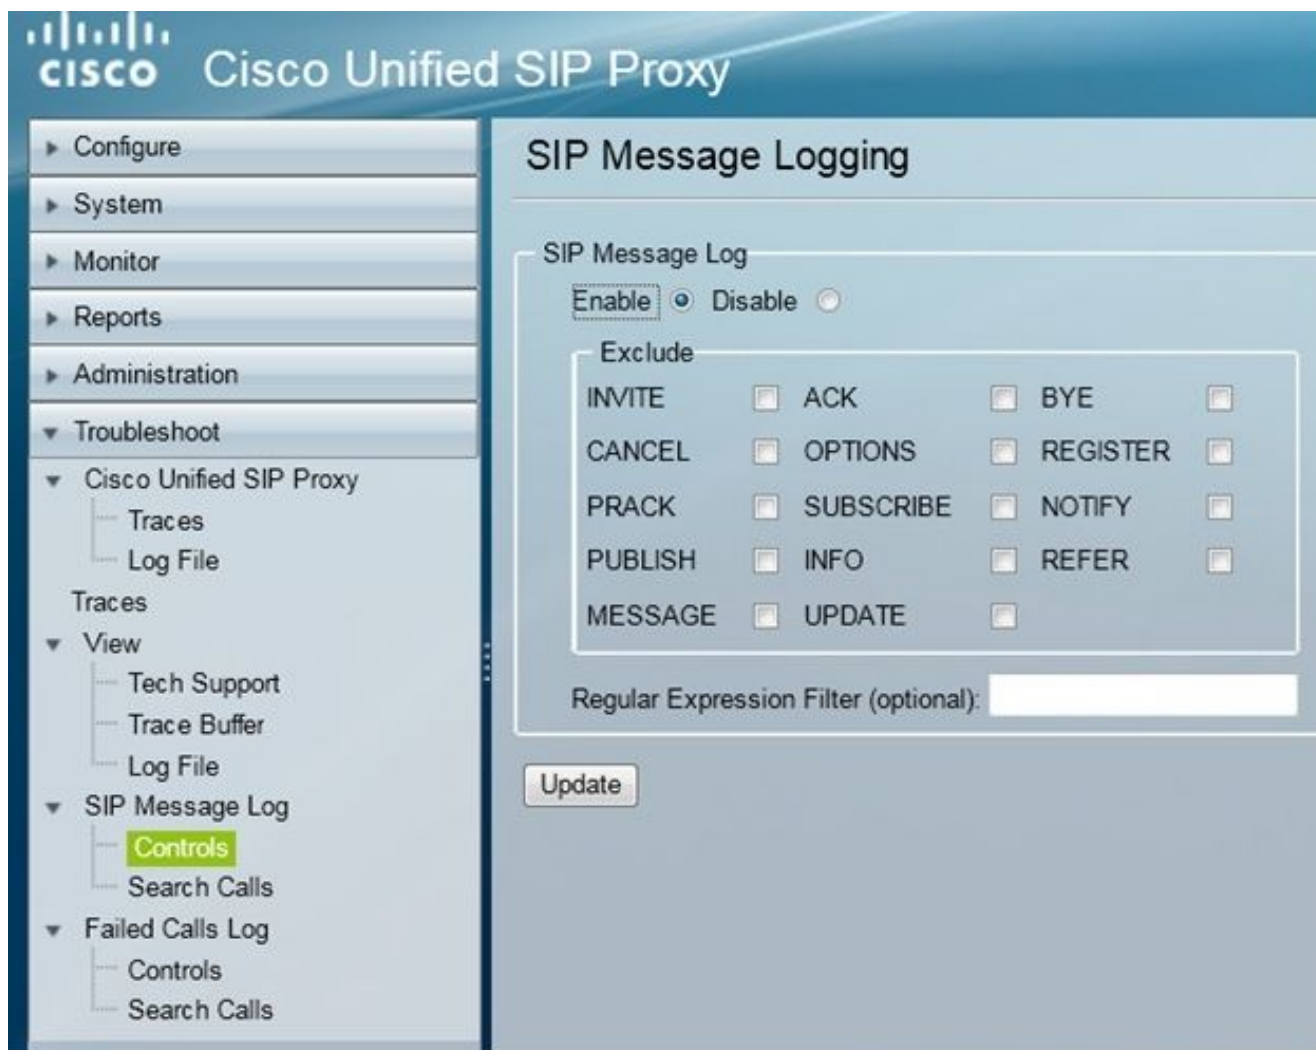 CISCO Cisco Unified SIP Proxy
Configure
System
Monitor
Reports
Administration
Troubleshoot
Cisco Unified SIP Proxy
Traces
Log File
Traces
View
Tech Support
Trace Buffer
Log File
SIP Message Log
Controls
Search Calls
Failed Calls Log
Controls
Search Calls
SIP Message Logging
SIP Message Log
Enable Disable
Exclude
INVITE ACK BYE
CANCEL OPTIONS REGISTER
PRACK SUBSCRIBE NOTIFY
PUBLISH INFO REFER
MESSAGE UPDATE
Regular Expression Filter (optional):
Update